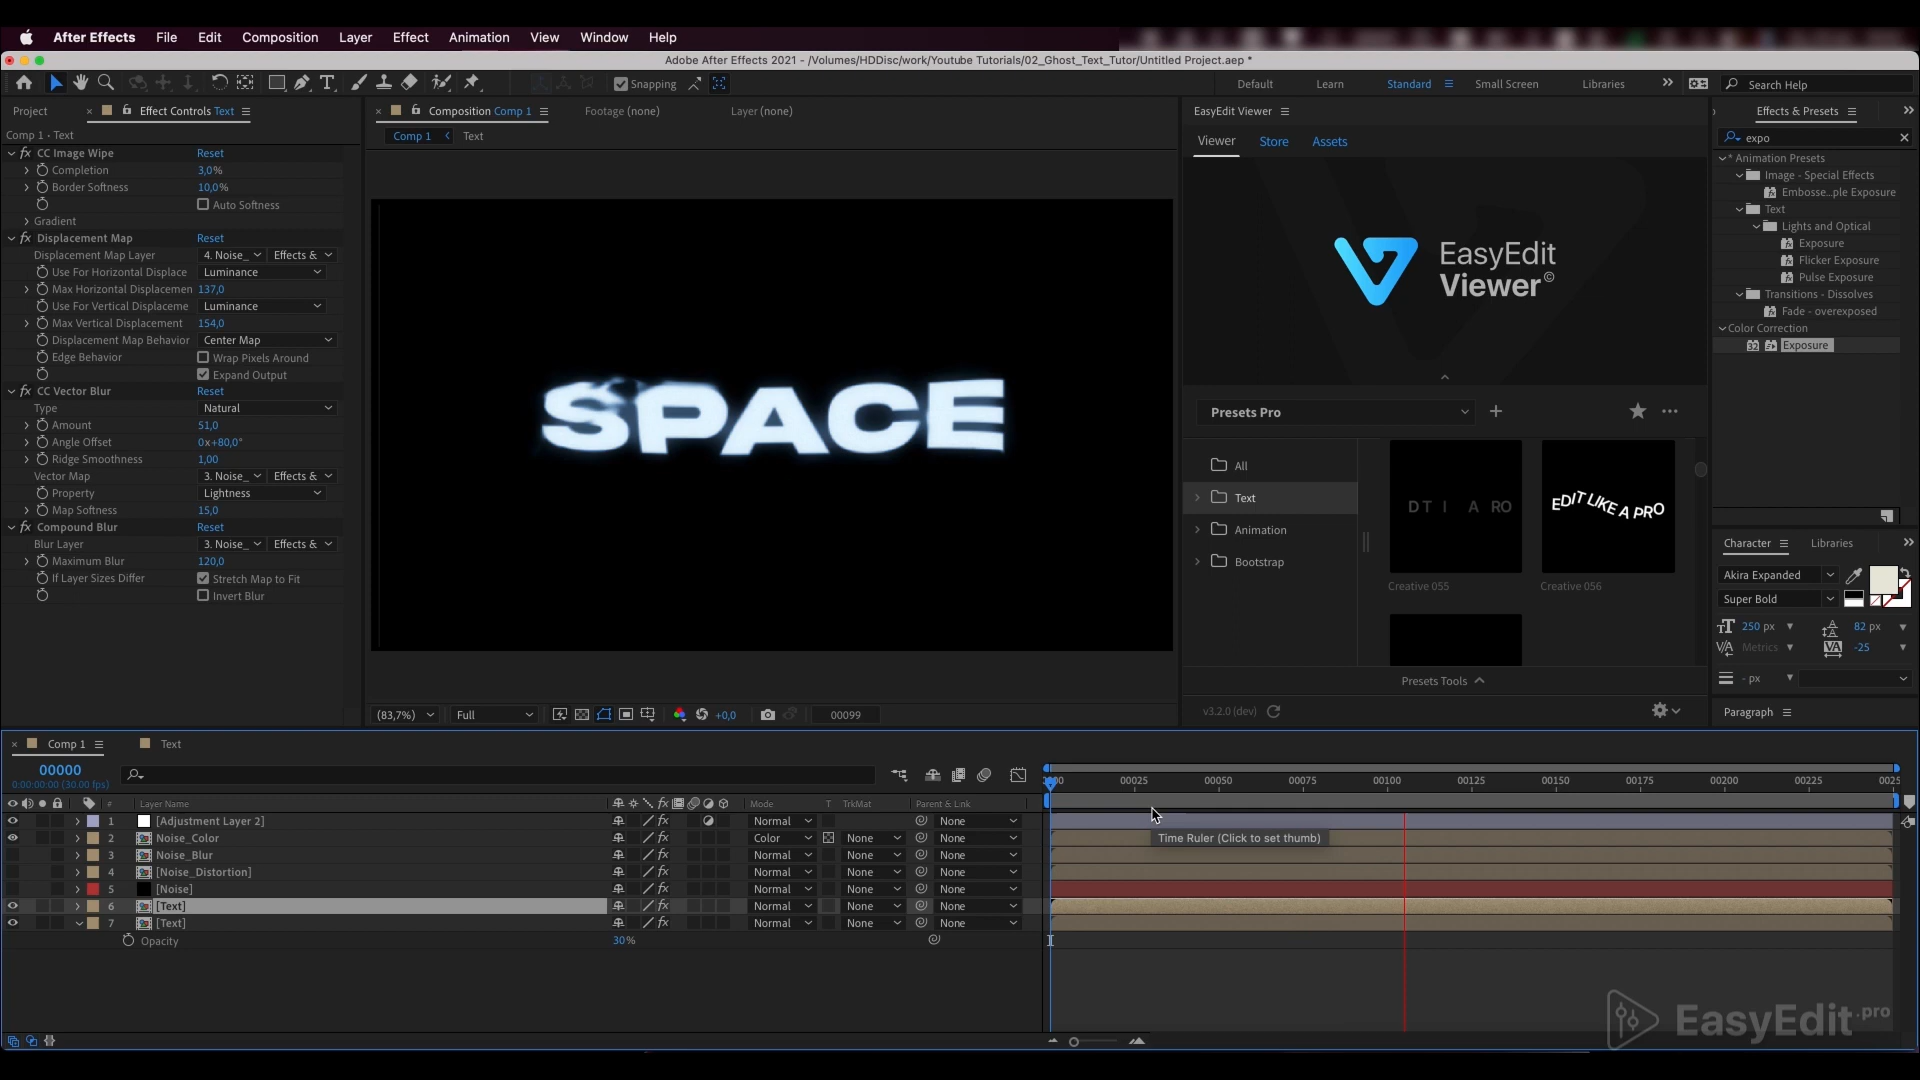 After Effects File Edit Composition Layer Effect Animation View Window Help
Adobe After Effects 2021 - /Volumes/HDDisc/work/Youtube Tutorials/02_Ghost_Text_Tutor/Untitled Project.aep *
Snapping Default Learn Standard Small Screen Libraries Search Help
Project Effect Controls Text
Comp 1 • Text
CC Image Wipe Reset
Completion 3,0%
Border Softness 10,0%
Auto Softness
Gradient
Displacement Map Reset
Displacement Map Layer 4. Noise_ Effects &
Use For Horizontal Displace Luminance
Max Horizontal Displacemen 137,0
Use For Vertical Displaceme Luminance
Max Vertical Displacement 154,0
Displacement Map Behavior Center Map
Edge Behavior Wrap Pixels Around
Expand Output
CC Vector Blur Reset
Type Natural
Amount 51,0
Angle Offset 0x+80,0°
Ridge Smoothness 1,00
Vector Map 3. Noise_ Effects &
Property Lightness
Map Softness 15,0
Compound Blur Reset
Blur Layer 3. Noise_ Effects &
Maximum Blur 120,0
If Layer Sizes Differ Stretch Map to Fit
Invert Blur
Composition Comp 1 Footage (none) Layer (none)
Comp 1 Text
SPACE
(83,7%) Full +0,0 00099
EasyEdit Viewer
Viewer Store Assets
EasyEdit
Viewer©
Presets Pro
All
Text
Animation
Bootstrap
DT I A RO
EDIT LIKE A PRO
Creative 055 Creative 056
Presets Tools
v3.2.0 (dev)
Effects & Presets
expo
* Animation Presets
Image - Special Effects
Embosse...ple Exposure
Text
Lights and Optical
Exposure
Flicker Exposure
Pulse Exposure
Transitions - Dissolves
Fade - overexposed
Color Correction
32 Exposure
Character Libraries
Akira Expanded
Super Bold
250 px 82 px
Metrics -25
- px
Paragraph
Comp 1 Text
00000
0:00:00:00 (30.00 fps)
00025 00050 00075 00100 00125 00150 00175 00200 00225
# Layer Name Mode T TrkMat Parent & Link
1 [Adjustment Layer 2] Normal None
2 Noise_Color Color None None
3 Noise_Blur Normal None None
4 [Noise_Distortion] Normal None None
5 [Noise] Normal None None
6 [Text] Normal None None
7 [Text] Normal None None
Opacity 30%
Time Ruler (Click to set thumb)
EasyEdit.pro